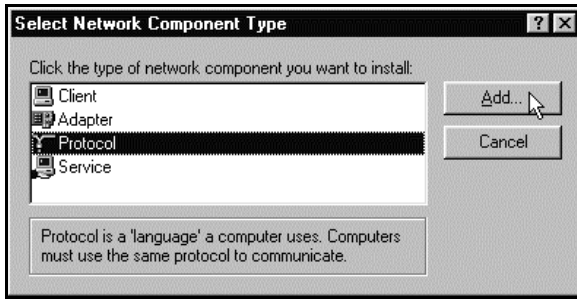 Select Network Component Type
Click the type of network component you want to install:
Client
Adapter
Protocol
Service
Add...
Cancel
Protocol is a 'language' a computer uses. Computers
must use the same protocol to communicate.